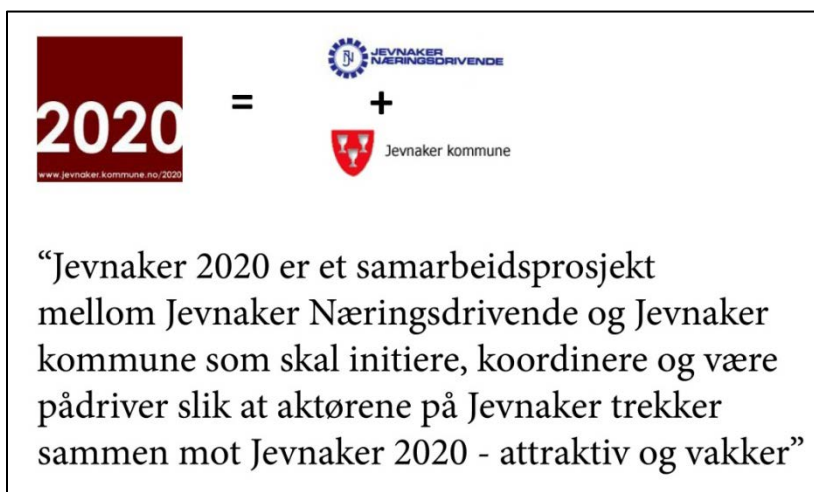 2020
www.jevnaker.kommune.no/2020
=
JEVNAKER
NÆRINGSDRIVENDE
+
Jevnaker kommune
“Jevnaker 2020 er et samarbeidsprosjekt
mellom Jevnaker Næringsdrivende og Jevnaker
kommune som skal initiere, koordinere og være
pådriver slik at aktørene på Jevnaker trekker
sammen mot Jevnaker 2020 - attraktiv og vakker”